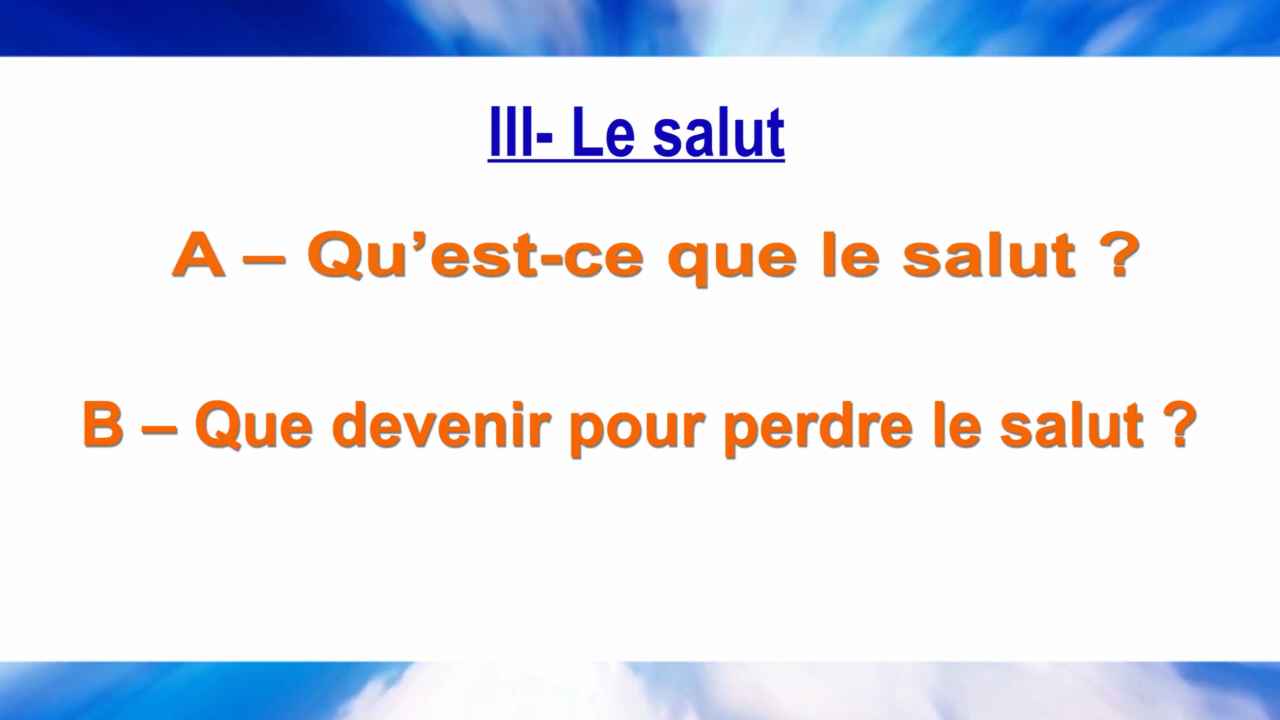 III- Le salut
A – Qu’est-ce que le salut ?
B – Que devenir pour perdre le salut ?